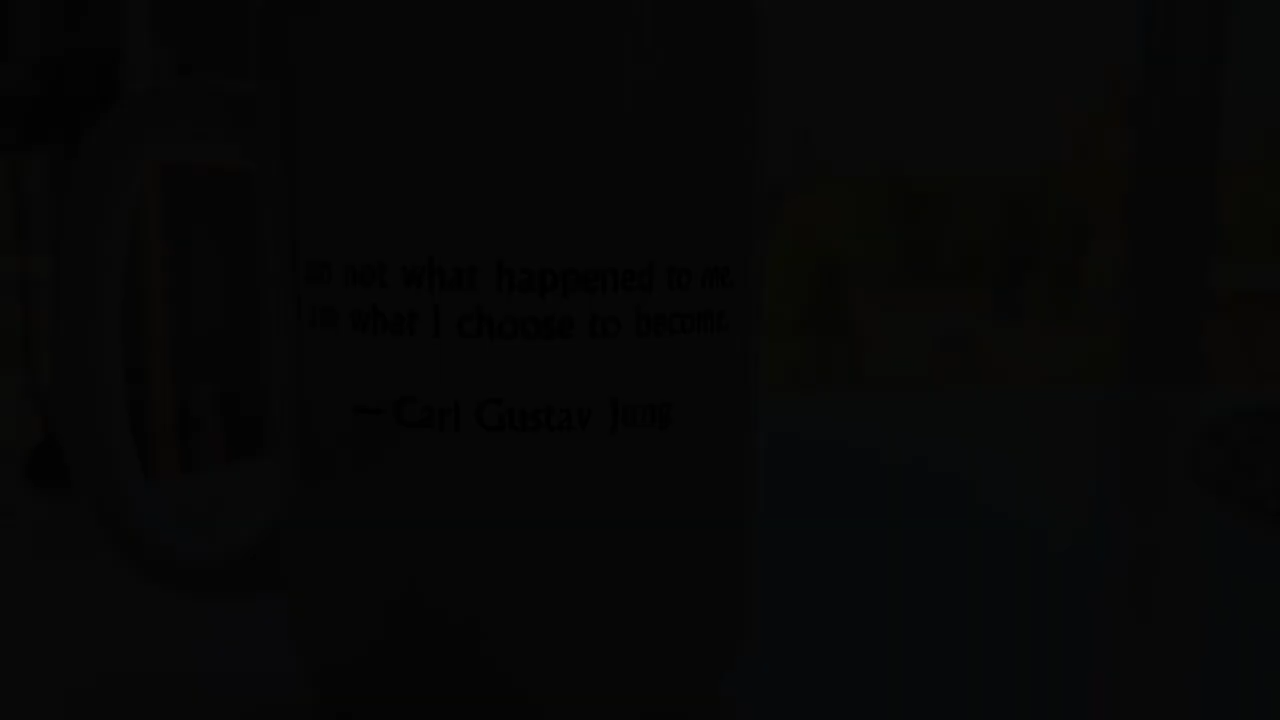 not what happened to me
what I choose to become
— Carl Gustav Jung